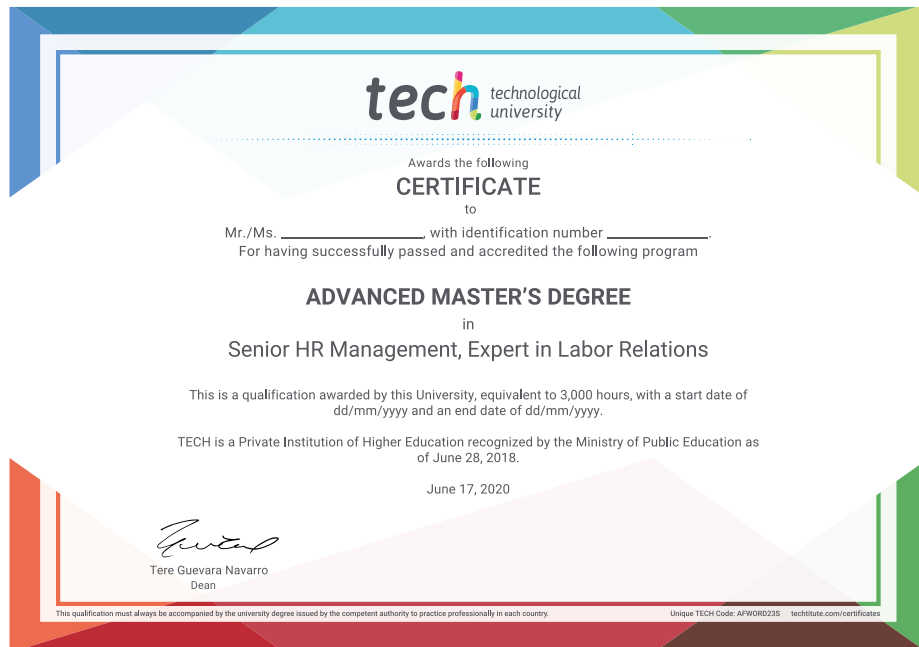 tech technological
university
Awards the following
CERTIFICATE
to
Mr./Ms. ____________________, with identification number ______________.
For having successfully passed and accredited the following program
ADVANCED MASTER'S DEGREE
in
Senior HR Management, Expert in Labor Relations
This is a qualification awarded by this University, equivalent to 3,000 hours, with a start date of
dd/mm/yyyy and an end date of dd/mm/yyyy.
TECH is a Private Institution of Higher Education recognized by the Ministry of Public Education as
of June 28, 2018.
June 17, 2020
Tere Guevara Navarro
Dean
This qualification must always be accompanied by the university degree issued by the competent authority to practice professionally in each country.
Unique TECH Code: AFWORD23S techtitute.com/certificates